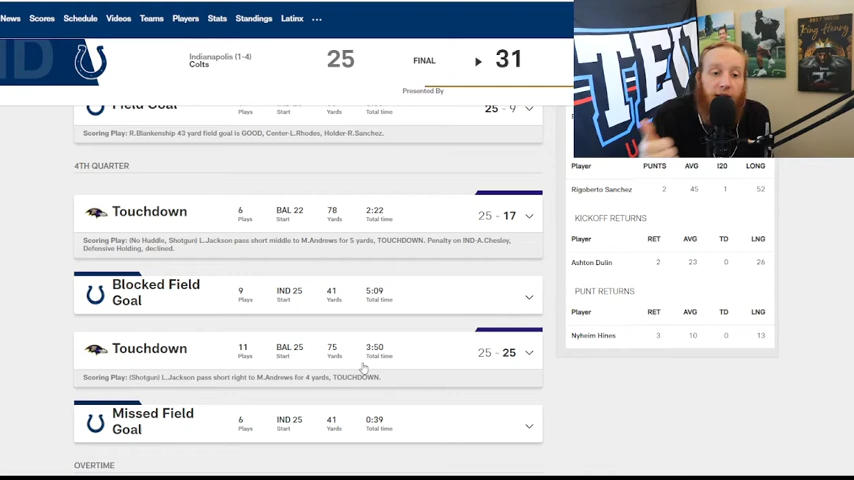 News Scores Schedule Videos Teams Players Stats Standings Latinx ...
Indianapolis (1-4)
Colts
25
FINAL
31
Presented By
Field Goal
25 - 9
Scoring Play: R.Blankenship 43 yard field goal is GOOD, Center-L.Rhodes, Holder-R.Sanchez.
4TH QUARTER
Touchdown
6 BAL 22 78 2:22
Plays Start Yards Total time
25 - 17
Scoring Play: (No Huddle, Shotgun) L.Jackson pass short middle to M.Andrews for 5 yards, TOUCHDOWN. Penalty on IND-A.Chesley,
Defensive Holding, declined.
Blocked Field
Goal
9 IND 25 41 5:09
Plays Start Yards Total time
Touchdown
11 BAL 25 75 3:50
Plays Start Yards Total time
25 - 25
Scoring Play: (Shotgun) L.Jackson pass short right to M.Andrews for 4 yards, TOUCHDOWN.
Missed Field
Goal
6 IND 25 41 0:39
Plays Start Yards Total time
OVERTIME
Player PUNTS AVG I20 LONG
Rigoberto Sanchez 2 45 1 52
KICKOFF RETURNS
Player RET AVG TD LNG
Ashton Dulin 2 23 0 26
PUNT RETURNS
Player RET AVG TD LNG
Nyheim Hines 3 10 0 13
King Henry